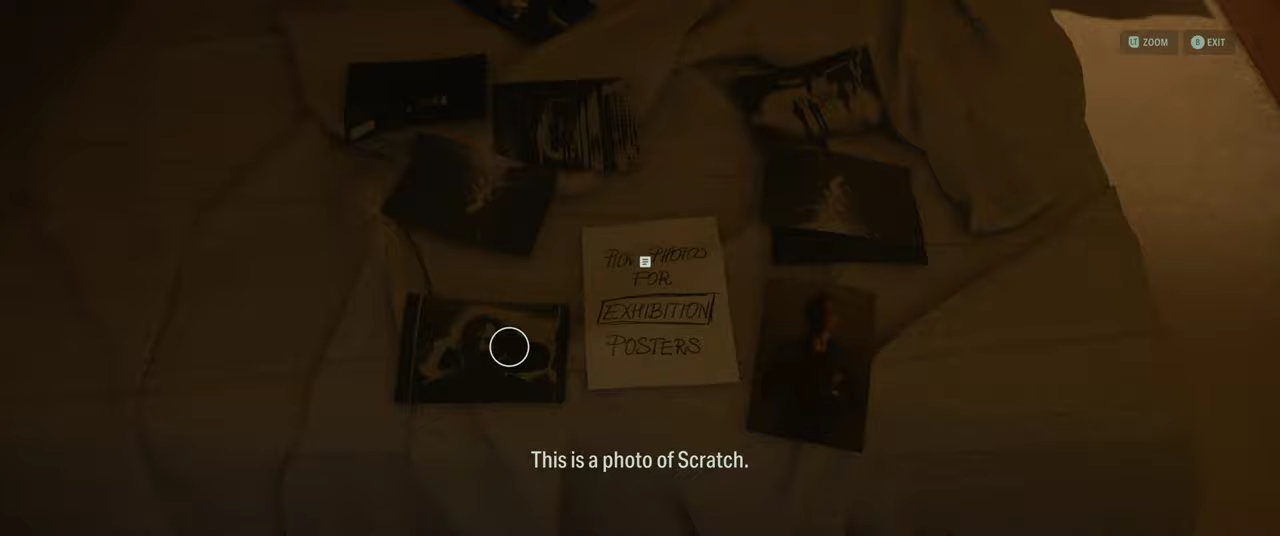 ZOOM
EXIT
PHOTOS
FOR
EXHIBITION
POSTERS
This is a photo of Scratch.